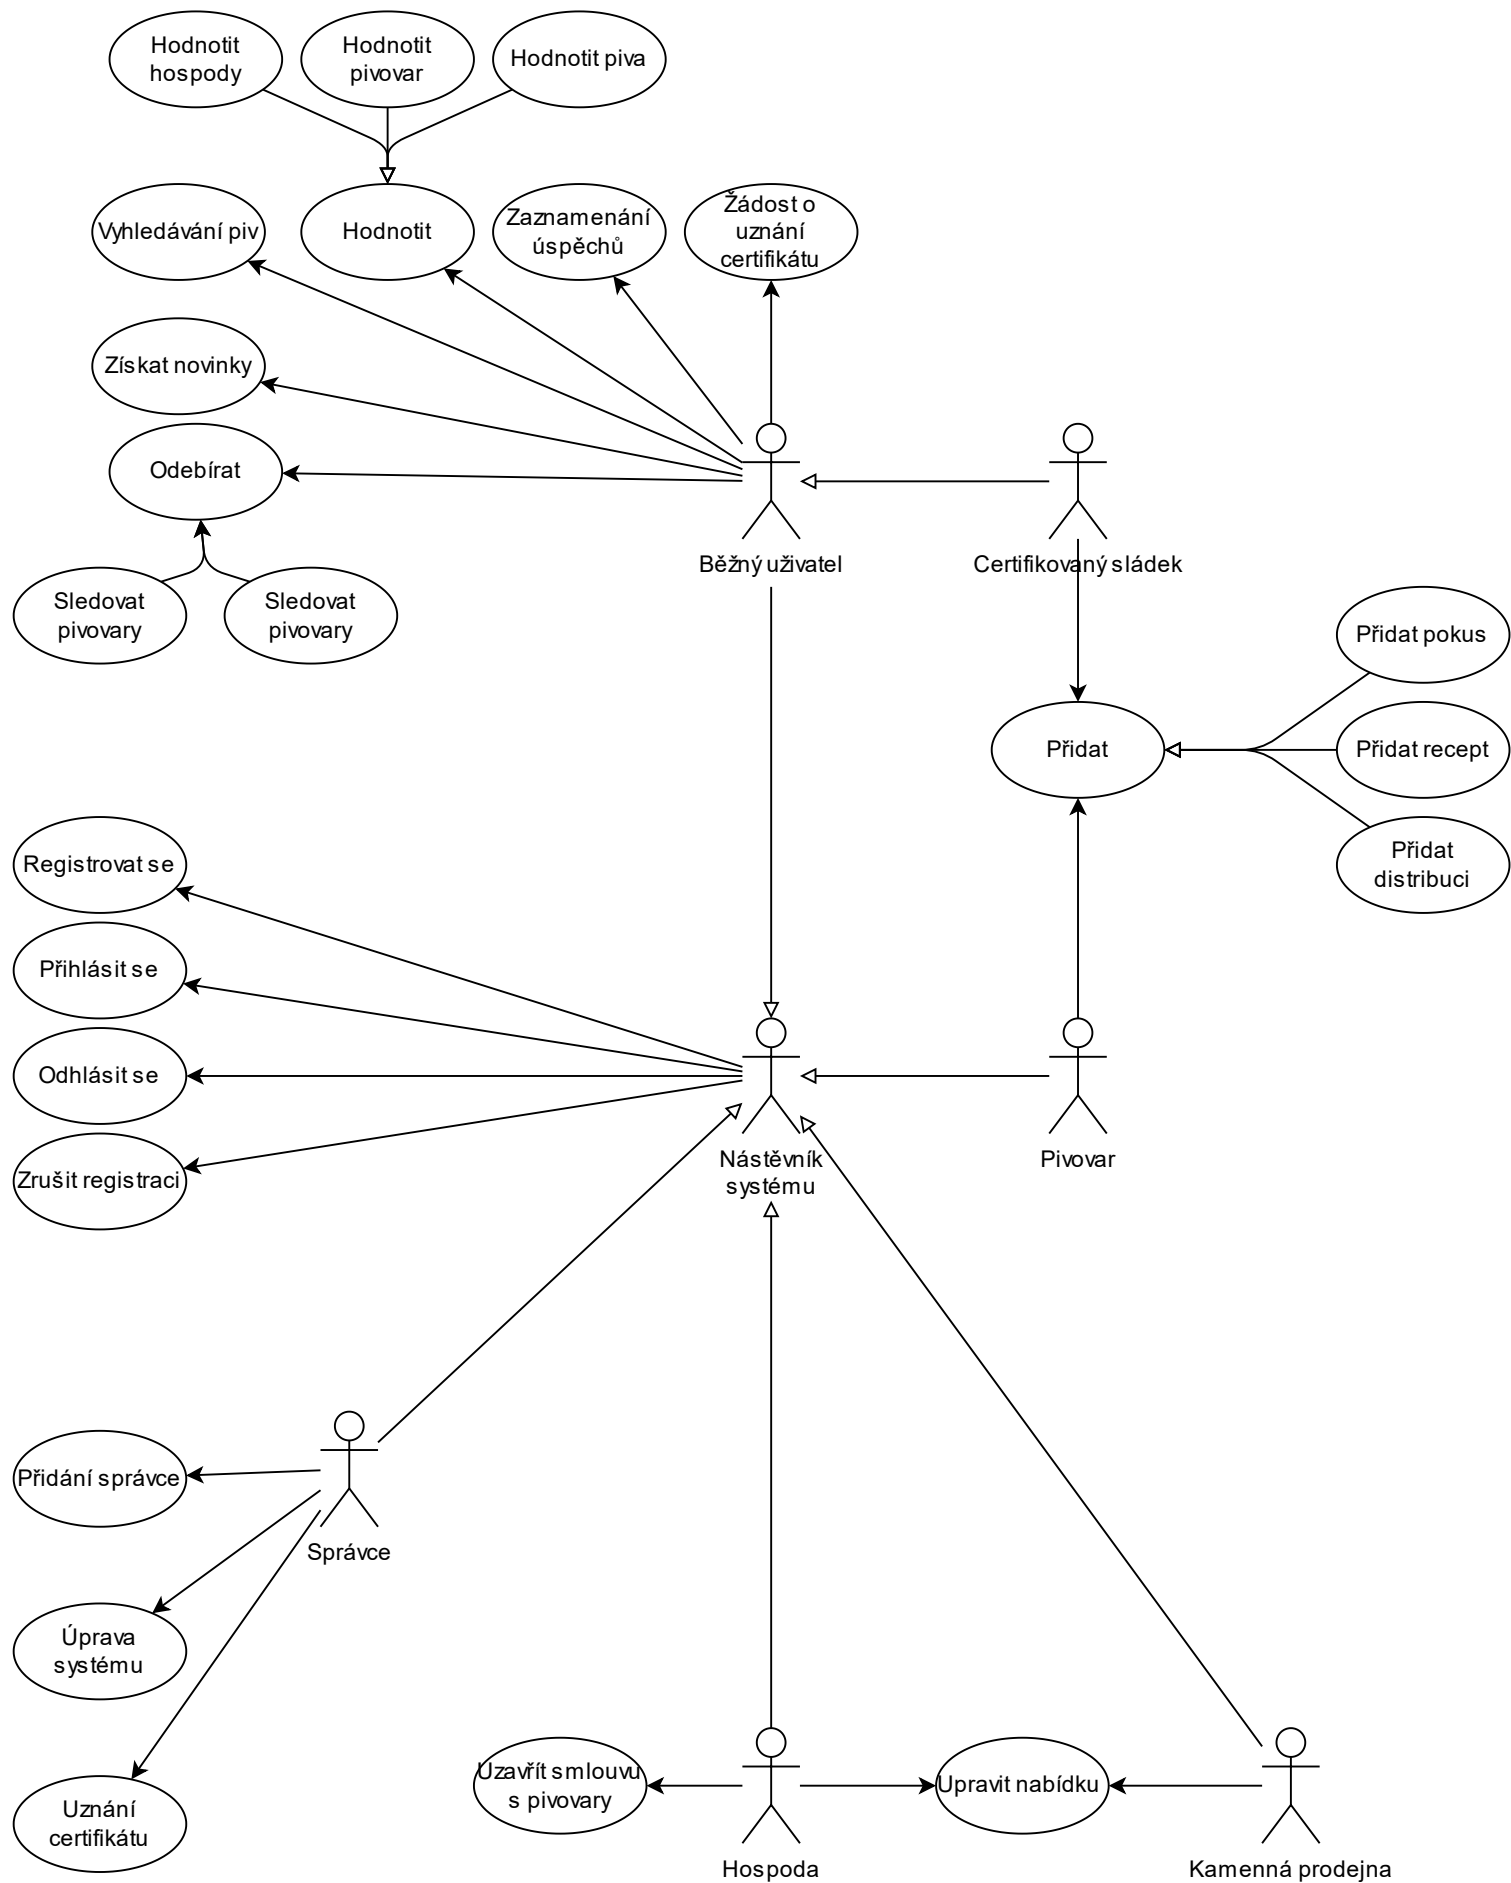 Hodnotit
hospody
Hodnotit
pivovar
Hodnotit piva
Vyhledávání piv
Hodnotit
Zaznamenání
úspěchů
Žádost o
uznání
certifikátu
Získat novinky
Odebírat
Běžný uživatel
Certifikovaný sládek
Sledovat
pivovary
Sledovat
pivovary
Přidat pokus
Přidat
Přidat recept
Přidat
distribuci
Registrovat se
Přihlásit se
Odhlásit se
Zrušit registraci
Nástěvník
systému
Pivovar
Přidání správce
Správce
Úprava
systému
Uznání
certifikátu
Uzavřít smlouvu
s pivovary
Upravit nabídku
Hospoda
Kamenná prodejna